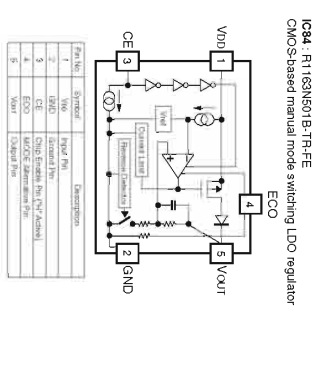 IC84 : R1163N501B-TR-FE
CMOS-based manual mode switching LDO regulator
ECO
4
VDD
1
5
VOUT
Vref
Current Limit
Reverse Detector
CE
3
2
GND
Pin No. Symbol Description
1 VDD Input Pin
2 GND Ground Pin
3 CE Chip Enable Pin ("H" Active)
4 ECO MODE Alternative Pin
5 VOUT Output Pin